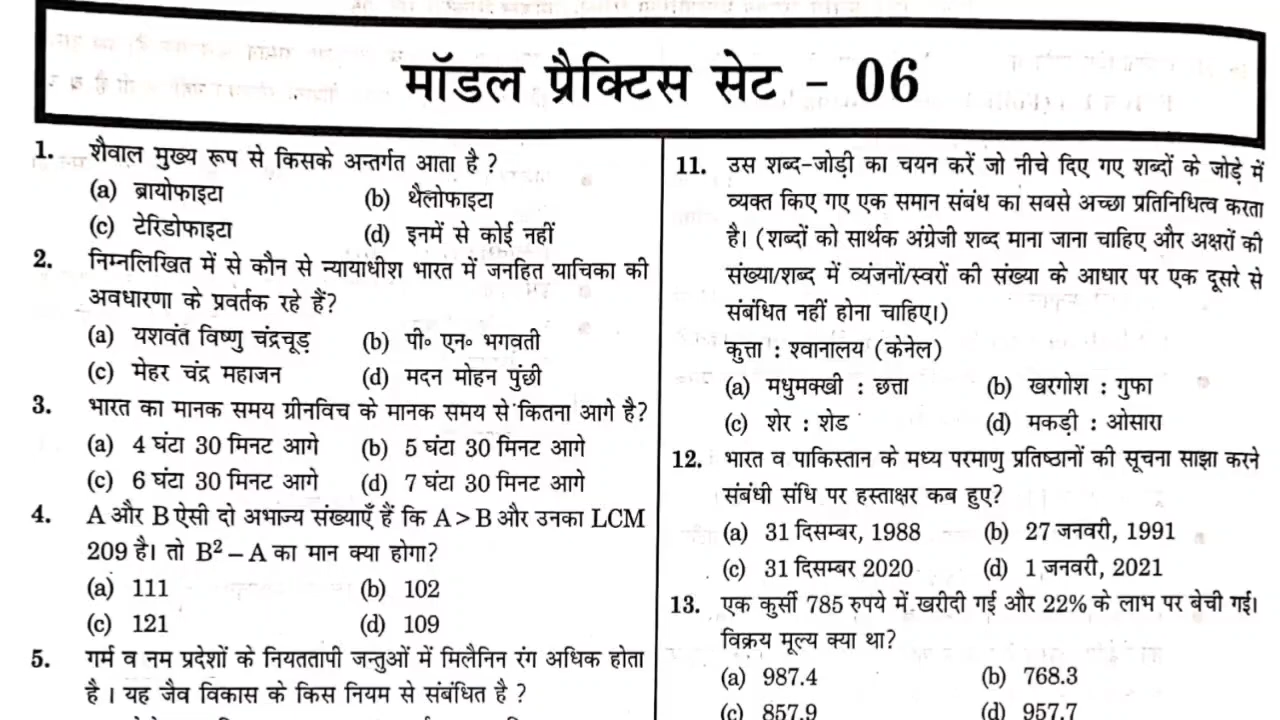 मॉडल प्रैक्टिस सेट - 06
1. शैवाल मुख्य रूप से किसके अन्तर्गत आता है ?
(a) ब्रायोफाइटा (b) थैलोफाइटा
(c) टेरिडोफाइटा (d) इनमें से कोई नहीं
2. निम्नलिखित में से कौन से न्यायाधीश भारत में जनहित याचिका की
अवधारणा के प्रवर्तक रहे हैं?
(a) यशवंत विष्णु चंद्रचूड़ (b) पी॰ एन॰ भगवती
(c) मेहर चंद्र महाजन (d) मदन मोहन पुंछी
3. भारत का मानक समय ग्रीनविच के मानक समय से कितना आगे है?
(a) 4 घंटा 30 मिनट आगे (b) 5 घंटा 30 मिनट आगे
(c) 6 घंटा 30 मिनट आगे (d) 7 घंटा 30 मिनट आगे
4. A और B ऐसी दो अभाज्य संख्याएँ हैं कि A > B और उनका LCM
209 है। तो B² – A का मान क्या होगा?
(a) 111 (b) 102
(c) 121 (d) 109
5. गर्म व नम प्रदेशों के नियततापी जन्तुओं में मिलैनिन रंग अधिक होता
है । यह जैव विकास के किस नियम से संबंधित है ?
11. उस शब्द-जोड़ी का चयन करें जो नीचे दिए गए शब्दों के जोड़े में
व्यक्त किए गए एक समान संबंध का सबसे अच्छा प्रतिनिधित्व करता
है। (शब्दों को सार्थक अंग्रेजी शब्द माना जाना चाहिए और अक्षरों की
संख्या/शब्द में व्यंजनों/स्वरों की संख्या के आधार पर एक दूसरे से
संबंधित नहीं होना चाहिए।)
कुत्ता : श्वानालय (केनेल)
(a) मधुमक्खी : छत्ता (b) खरगोश : गुफा
(c) शेर : शेड (d) मकड़ी : ओसारा
12. भारत व पाकिस्तान के मध्य परमाणु प्रतिष्ठानों की सूचना साझा करने
संबंधी संधि पर हस्ताक्षर कब हुए?
(a) 31 दिसम्बर, 1988 (b) 27 जनवरी, 1991
(c) 31 दिसम्बर 2020 (d) 1 जनवरी, 2021
13. एक कुर्सी 785 रुपये में खरीदी गई और 22% के लाभ पर बेची गई।
विक्रय मूल्य क्या था?
(a) 987.4 (b) 768.3
(c) 857.9 (d) 957.7